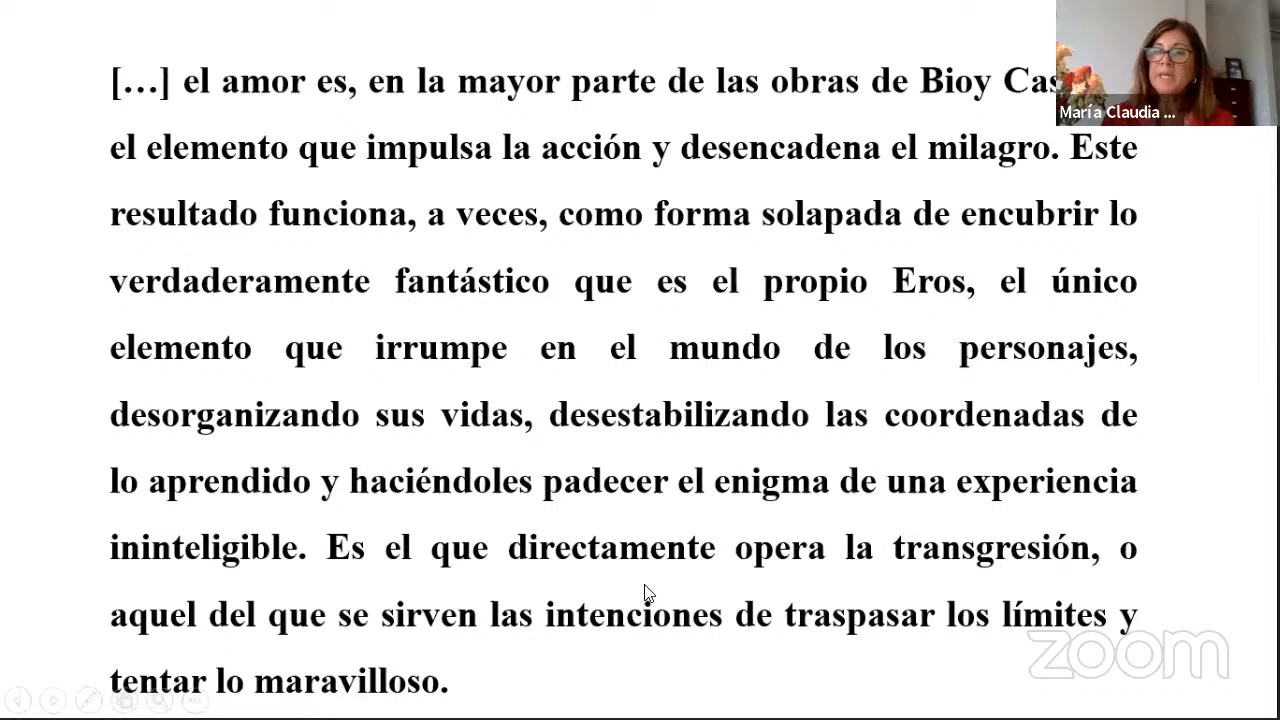 […] el amor es, en la mayor parte de las obras de Bioy
el elemento que impulsa la acción y desencadena el milagro. Este
resultado funciona, a veces, como forma solapada de encubrir lo
verdaderamente fantástico que es el propio Eros, el único
elemento que irrumpe en el mundo de los personajes,
desorganizando sus vidas, desestabilizando las coordenadas de
lo aprendido y haciéndoles padecer el enigma de una experiencia
ininteligible. Es el que directamente opera la transgresión, o
aquel del que se sirven las intenciones de traspasar los límites y
tentar lo maravilloso.
María Claudia ...
zoom